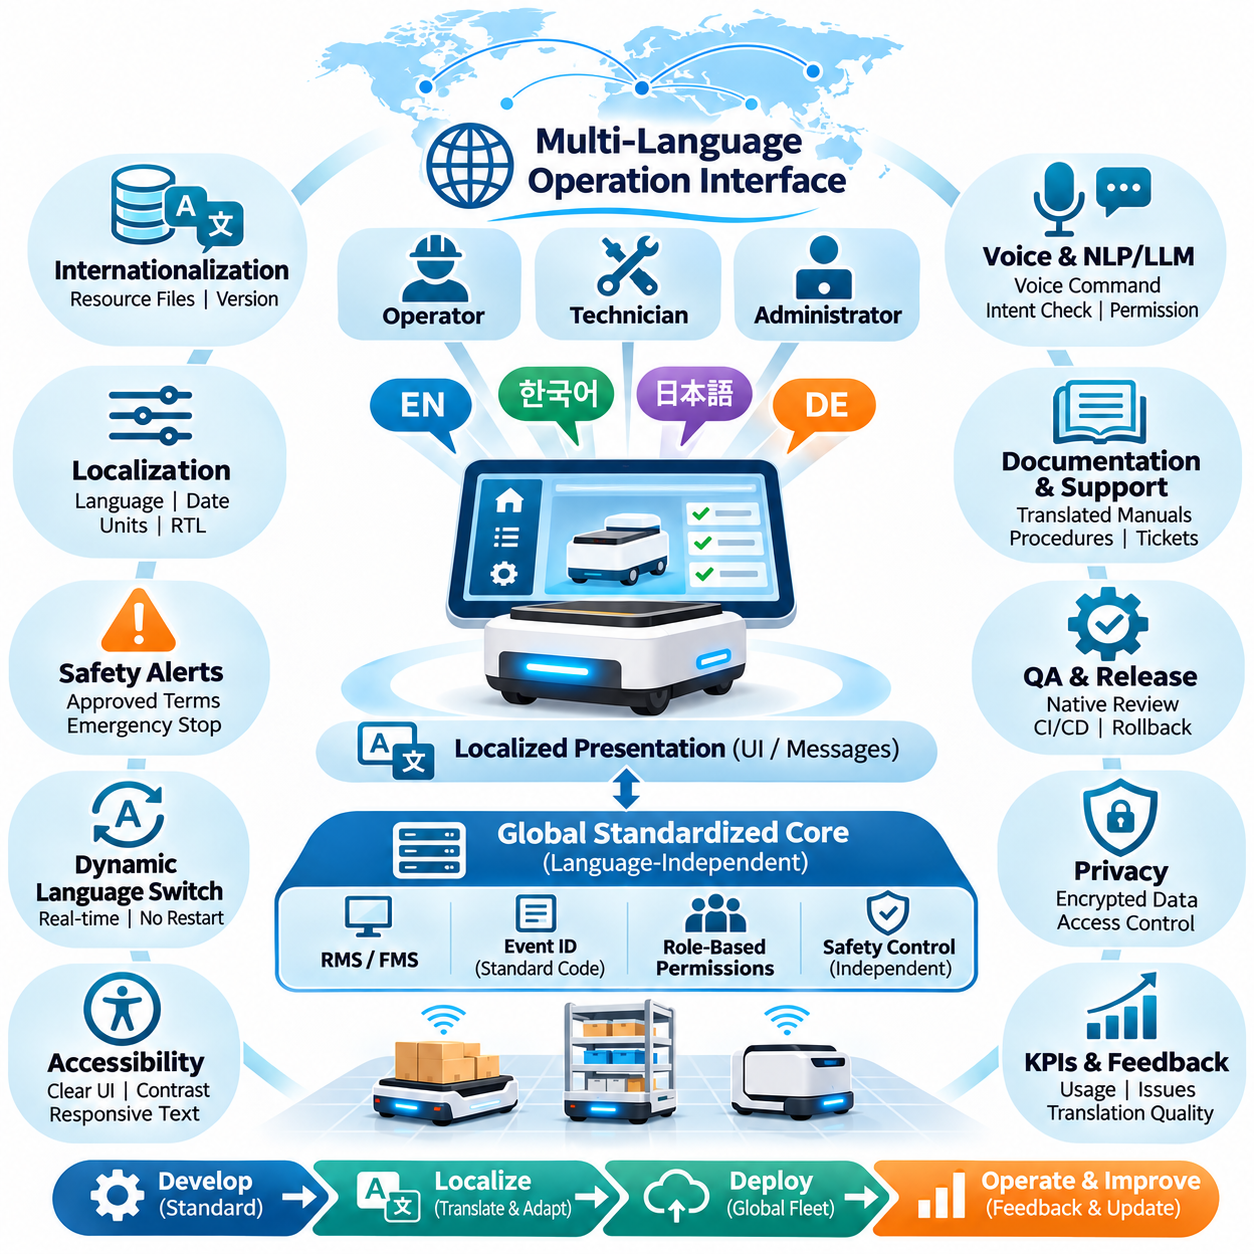 Multi-Language
Operation Interface
A
文
Internationalization
Resource Files | Version
Localization
Language | Date
Units | RTL
Safety Alerts
Approved Terms
Emergency Stop
A
Dynamic
Language Switch
Real-time | No Restart
Accessibility
Clear UI | Contrast
Responsive Text
Operator
Technician
Administrator
EN
한국어
日本語
DE
A
文
Localized Presentation (UI / Messages)
Global Standardized Core
(Language-Independent)
RMS / FMS
Event ID
(Standard Code)
Role-Based
Permissions
Safety Control
(Independent)
Voice & NLP/LLM
Voice Command
Intent Check | Permission
Documentation
& Support
Translated Manuals
Procedures | Tickets
QA & Release
Native Review
CI/CD | Rollback
Privacy
Encrypted Data
Access Control
KPIs & Feedback
Usage | Issues
Translation Quality
Develop
(Standard)
A
文
Localize
(Translate & Adapt)
Deploy
(Global Fleet)
Operate & Improve
(Feedback & Update)